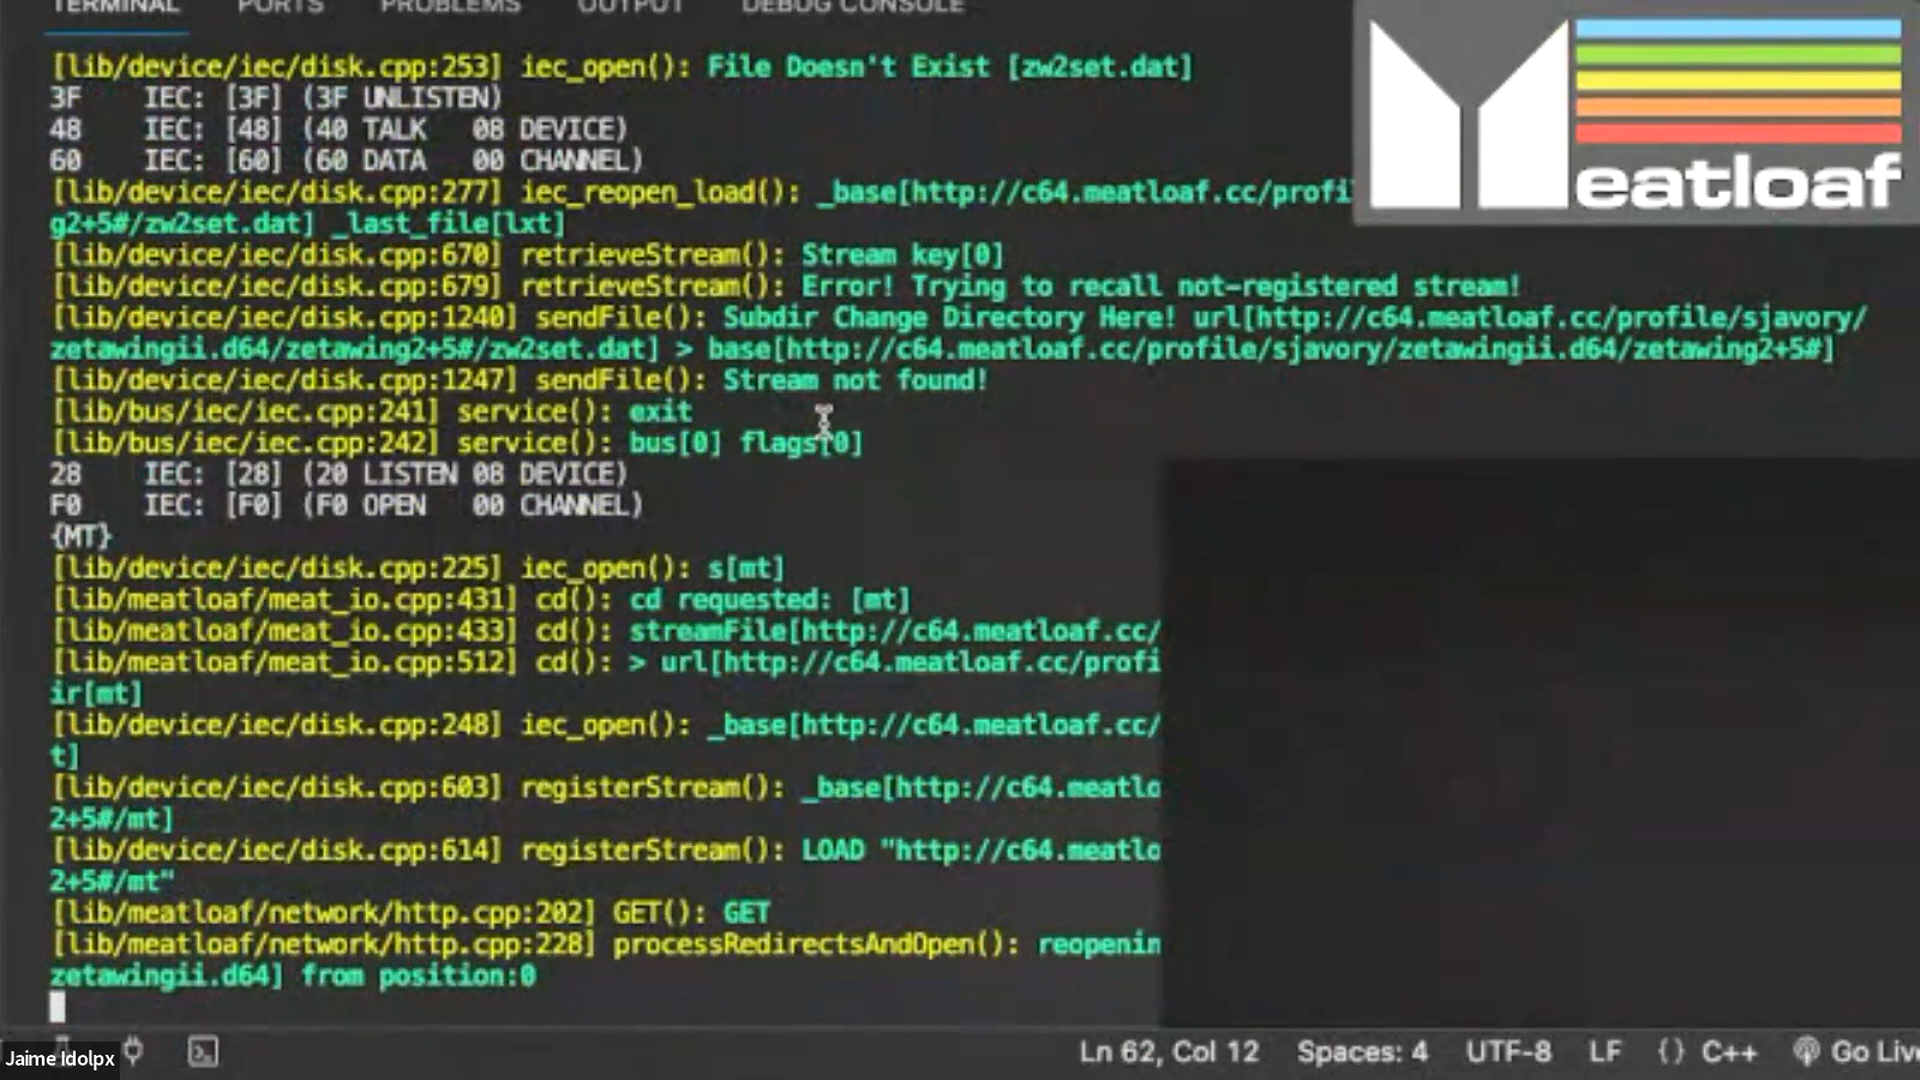 TERMINAL PORTS PROBLEMS OUTPUT DEBUG CONSOLE
[lib/device/iec/disk.cpp:253] iec_open(): File Doesn't Exist [zw2set.dat]
3F IEC: [3F] (3F UNLISTEN)
48 IEC: [48] (40 TALK 08 DEVICE)
60 IEC: [60] (60 DATA 00 CHANNEL)
[lib/device/iec/disk.cpp:277] iec_reopen_load(): _base[http://c64.meatloaf.cc/profi
g2+5#/zw2set.dat] _last_file[lxt]
[lib/device/iec/disk.cpp:670] retrieveStream(): Stream key[0]
[lib/device/iec/disk.cpp:679] retrieveStream(): Error! Trying to recall not-registered stream!
[lib/device/iec/disk.cpp:1240] sendFile(): Subdir Change Directory Here! url[http://c64.meatloaf.cc/profile/sjavory/
zetawingii.d64/zetawing2+5#/zw2set.dat] > base[http://c64.meatloaf.cc/profile/sjavory/zetawingii.d64/zetawing2+5#]
[lib/device/iec/disk.cpp:1247] sendFile(): Stream not found!
[lib/bus/iec/iec.cpp:241] service(): exit
[lib/bus/iec/iec.cpp:242] service(): bus[0] flags[0]
28 IEC: [28] (20 LISTEN 08 DEVICE)
F0 IEC: [F0] (F0 OPEN 00 CHANNEL)
{MT}
[lib/device/iec/disk.cpp:225] iec_open(): s[mt]
[lib/meatloaf/meat_io.cpp:431] cd(): cd requested: [mt]
[lib/meatloaf/meat_io.cpp:433] cd(): streamFile[http://c64.meatloaf.cc/
[lib/meatloaf/meat_io.cpp:512] cd(): > url[http://c64.meatloaf.cc/profi
ir[mt]
[lib/device/iec/disk.cpp:248] iec_open(): _base[http://c64.meatloaf.cc/
t]
[lib/device/iec/disk.cpp:603] registerStream(): _base[http://c64.meatlo
2+5#/mt]
[lib/device/iec/disk.cpp:614] registerStream(): LOAD "http://c64.meatlo
2+5#/mt"
[lib/meatloaf/network/http.cpp:202] GET(): GET
[lib/meatloaf/network/http.cpp:228] processRedirectsAndOpen(): reopenin
zetawingii.d64] from position:0
Meatloaf
Jaime Idolpx
Ln 62, Col 12 Spaces: 4 UTF-8 LF {} C++ Go Live